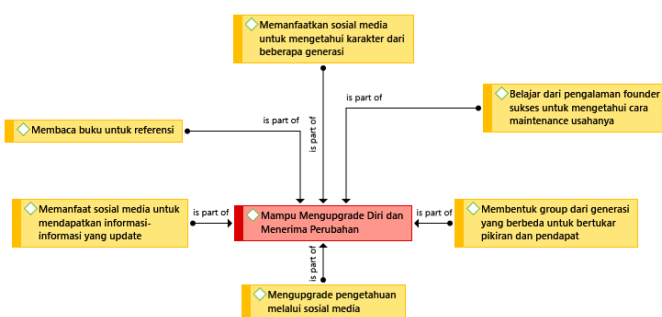 Memanfaatkan sosial media
untuk mengetahui karakter dari
beberapa generasi
is part of
Belajar dari pengalaman founder
sukses untuk mengetahui cara
maintenance usahanya
is part of
is part of
Membaca buku untuk referensi
Memanfaat sosial media untuk
mendapatkan informasi-
informasi yang update
is part of
Mampu Mengupgrade Diri dan
Menerima Perubahan
is part of
Membentuk group dari generasi
yang berbeda untuk bertukar
pikiran dan pendapat
is part of
Mengupgrade pengetahuan
melalui sosial media